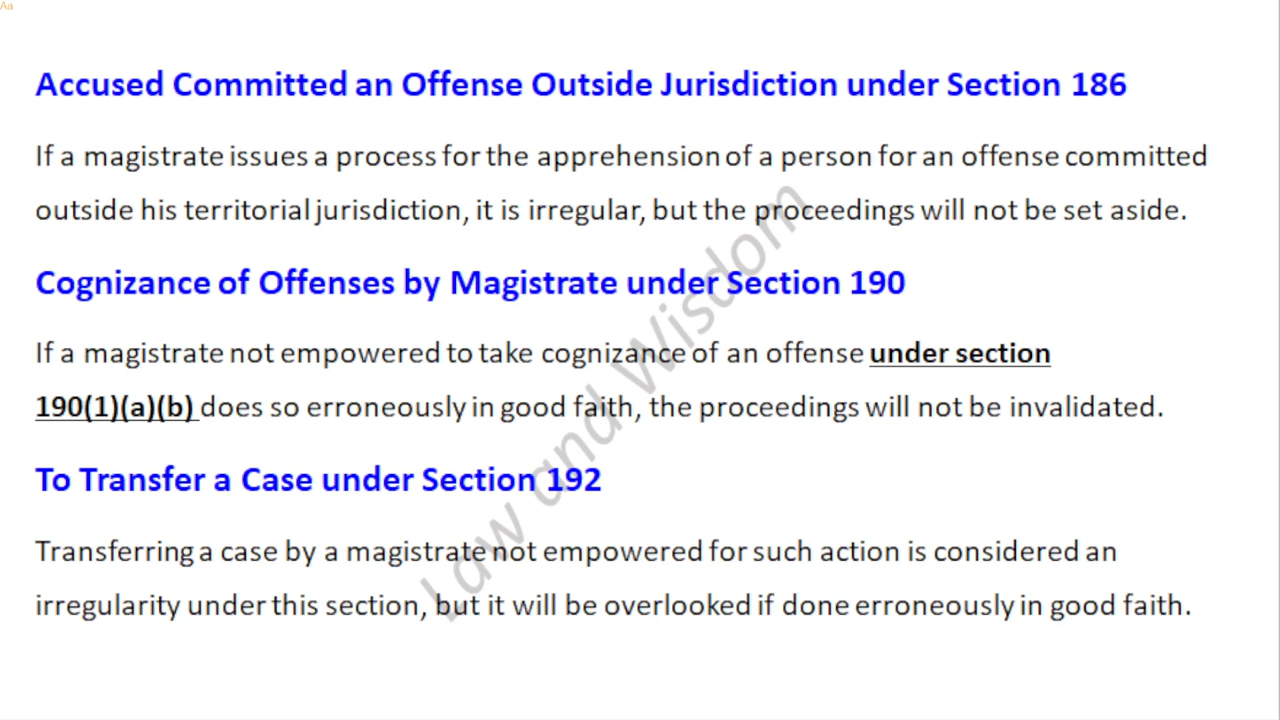 Aa
Accused Committed an Offense Outside Jurisdiction under Section 186
If a magistrate issues a process for the apprehension of a person for an offense committed
outside his territorial jurisdiction, it is irregular, but the proceedings will not be set aside.
Cognizance of Offenses by Magistrate under Section 190
If a magistrate not empowered to take cognizance of an offense under section
190(1)(a)(b) does so erroneously in good faith, the proceedings will not be invalidated.
To Transfer a Case under Section 192
Transferring a case by a magistrate not empowered for such action is considered an
irregularity under this section, but it will be overlooked if done erroneously in good faith.
Law and Wisdom